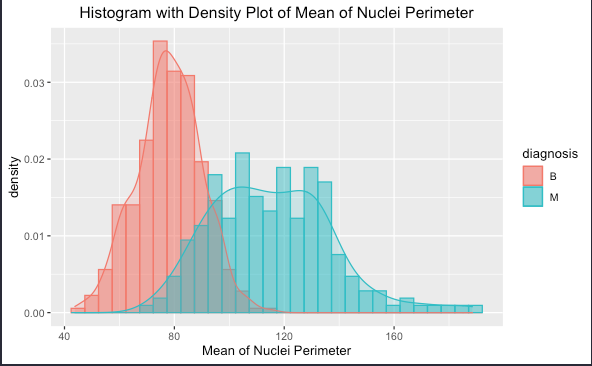 Histogram with Density Plot of Mean of Nuclei Perimeter
density
0.03
0.02
0.01
0.00
40 80 120 160
Mean of Nuclei Perimeter
diagnosis
B
M